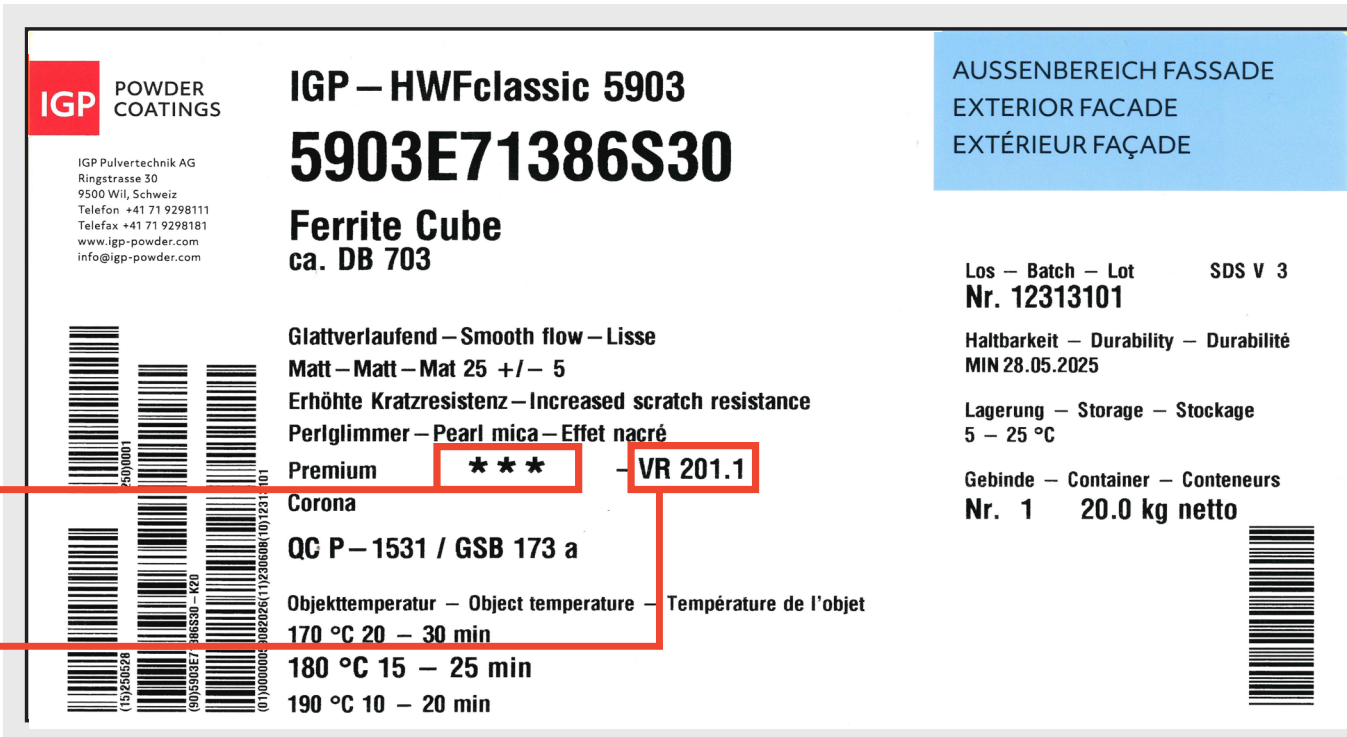 IGP
POWDER
COATINGS
IGP Pulvertechnik AG
Ringstrasse 30
9500 Wil, Schweiz
Telefon +41 71 9298111
Telefax +41 71 9298181
www.igp-powder.com
info@igp-powder.com
IGP – HWFclassic 5903
5903E71386S30
Ferrite Cube
ca. DB 703
Glattverlaufend – Smooth flow – Lisse
Matt – Matt – Mat 25 +/– 5
Erhöhte Kratzresistenz – Increased scratch resistance
Perlglimmer – Pearl mica – Effet nacré
Premium *** – VR 201.1
Corona
QC P – 1531 / GSB 173 a
Objekttemperatur – Object temperature – Température de l'objet
170 °C 20 – 30 min
180 °C 15 – 25 min
190 °C 10 – 20 min
AUSSENBEREICH FASSADE
EXTERIOR FACADE
EXTÉRIEUR FAÇADE
Los – Batch – Lot SDS V 3
Nr. 12313101
Haltbarkeit – Durability – Durabilité
MIN 28.05.2025
Lagerung – Storage – Stockage
5 – 25 °C
Gebinde – Container – Conteneurs
Nr. 1 20.0 kg netto
(15)250528